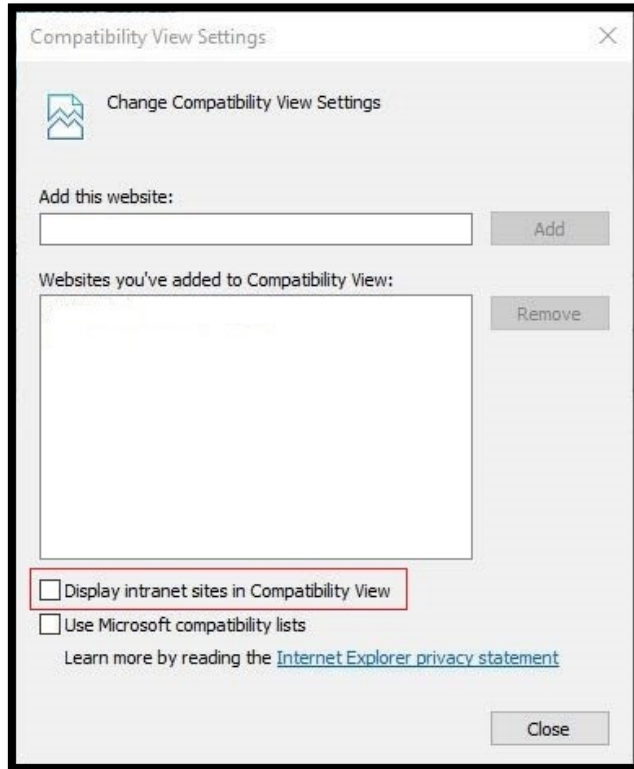 Compatibility View Settings
Change Compatibility View Settings
Add this website:
Add
Websites you've added to Compatibility View:
Remove
Display intranet sites in Compatibility View
Use Microsoft compatibility lists
Learn more by reading the Internet Explorer privacy statement
Close